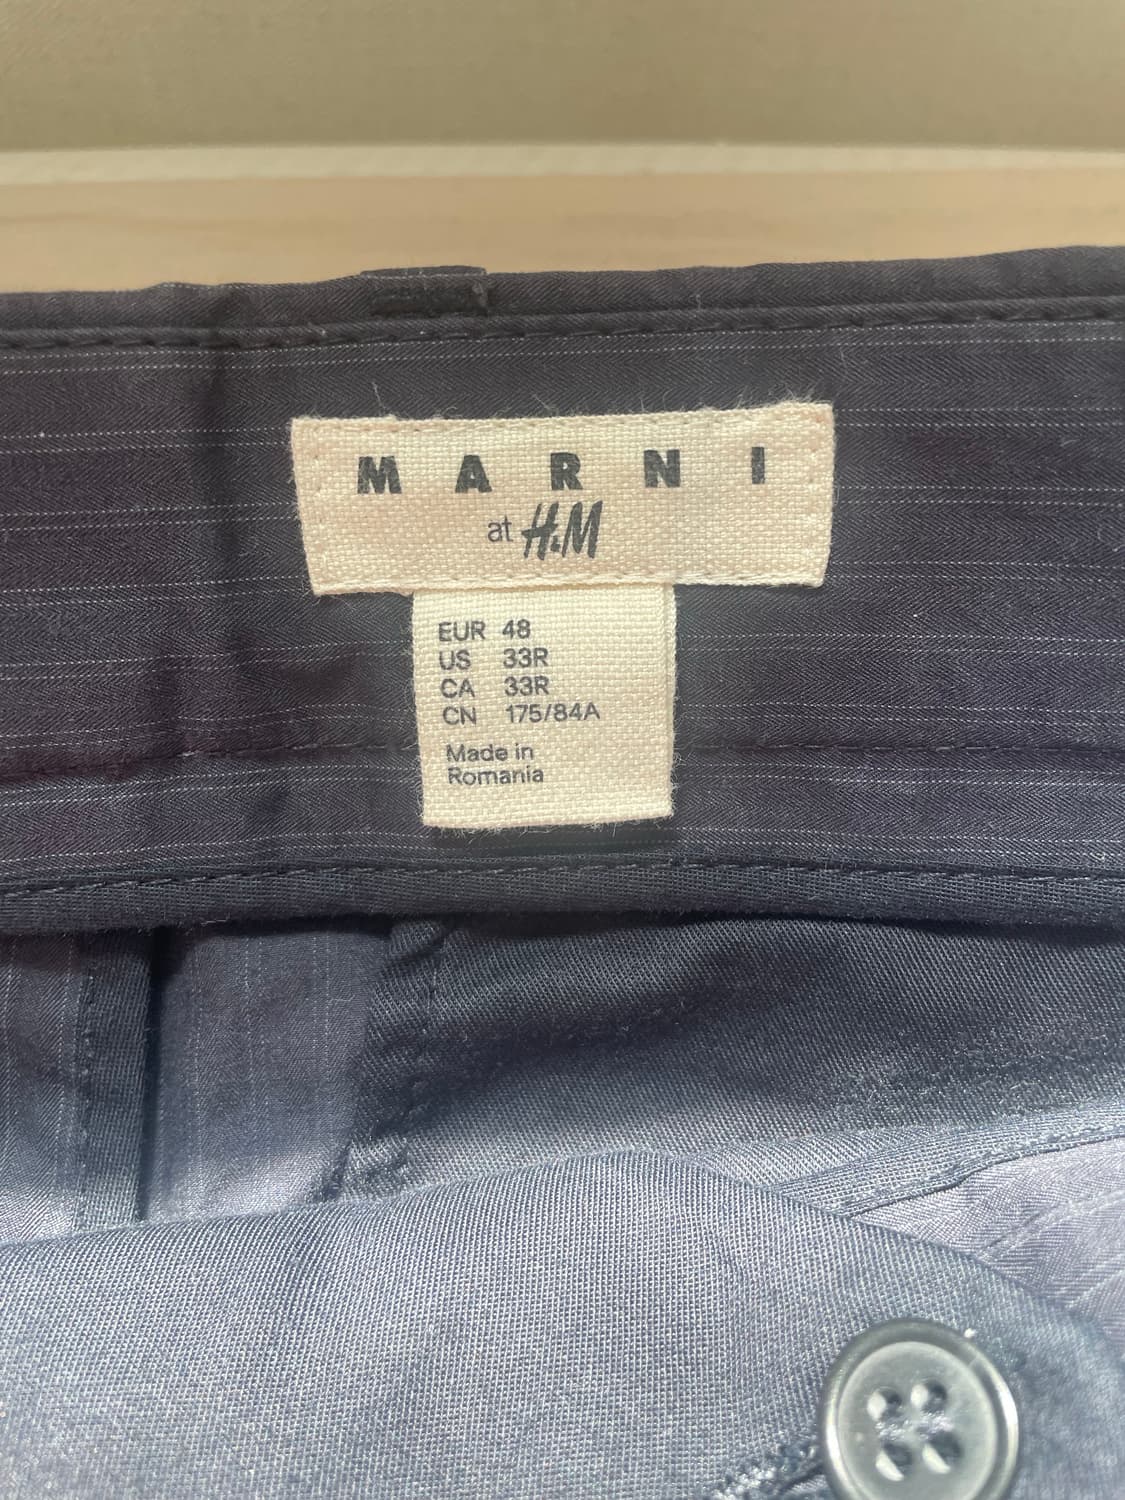 MARNI
at H&M
EUR 48
US 33R
CA 33R
CN 175/84A
Made in
Romania